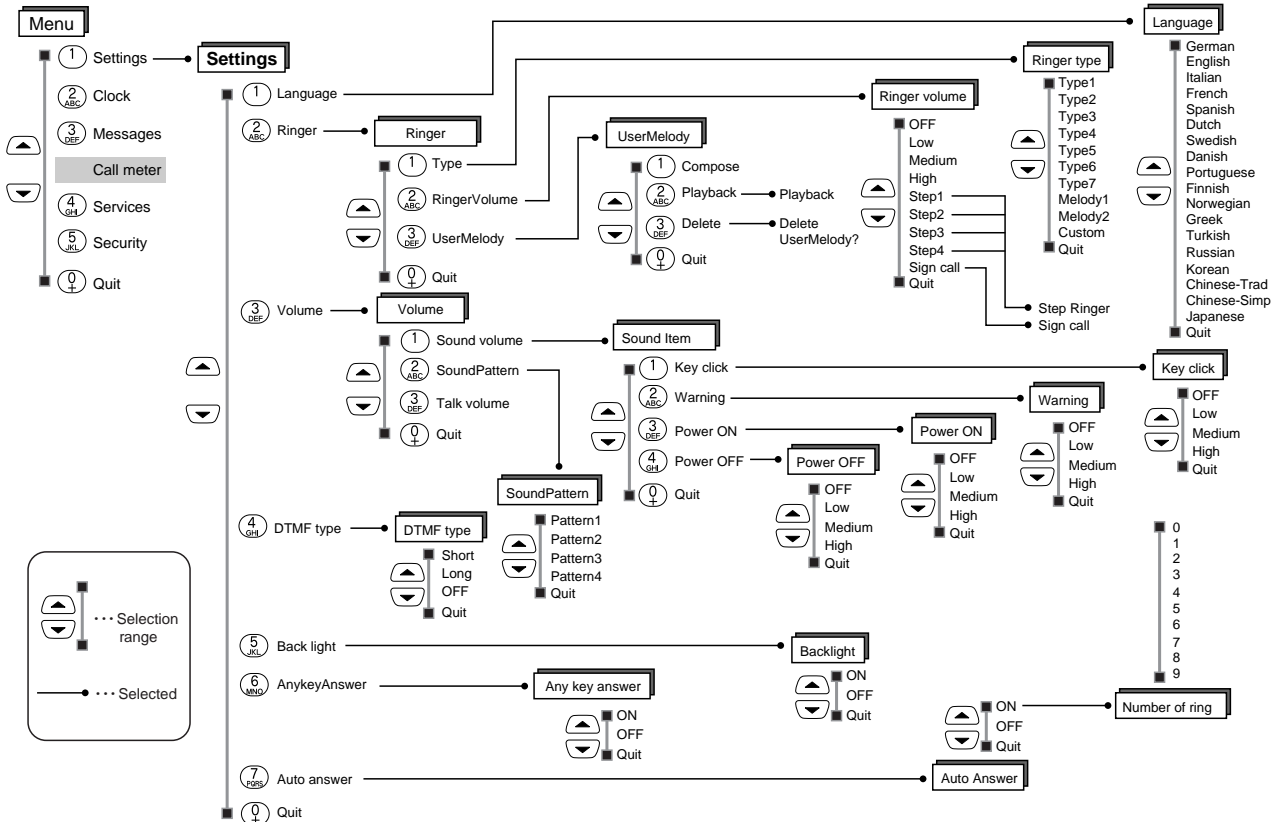 Menu
1 Settings
2 ABC Clock
3 DEF Messages
Call meter
4 GHI Services
5 JKL Security
0 + Quit
Settings
1 Language
2 ABC Ringer
3 DEF Volume
4 GHI DTMF type
5 JKL Back light
6 MNO AnykeyAnswer
7 PQRS Auto answer
0 + Quit
Ringer
1 Type
2 ABC RingerVolume
3 DEF UserMelody
0 + Quit
UserMelody
1 Compose
2 ABC Playback
Playback
3 DEF Delete
Delete
UserMelody?
0 + Quit
Ringer volume
OFF
Low
Medium
High
Step1
Step2
Step3
Step4
Sign call
Quit
Step Ringer
Sign call
Ringer type
Type1
Type2
Type3
Type4
Type5
Type6
Type7
Melody1
Melody2
Custom
Quit
Language
German
English
Italian
French
Spanish
Dutch
Swedish
Danish
Portuguese
Finnish
Norwegian
Greek
Turkish
Russian
Korean
Chinese-Trad
Chinese-Simp
Japanese
Quit
Volume
1 Sound volume
2 ABC SoundPattern
3 DEF Talk volume
0 + Quit
Sound Item
1 Key click
2 ABC Warning
3 DEF Power ON
4 GHI Power OFF
0 + Quit
Key click
OFF
Low
Medium
High
Quit
Warning
OFF
Low
Medium
High
Quit
Power ON
OFF
Low
Medium
High
Quit
Power OFF
OFF
Low
Medium
High
Quit
SoundPattern
Pattern1
Pattern2
Pattern3
Pattern4
Quit
DTMF type
Short
Long
OFF
Quit
Backlight
ON
OFF
Quit
Any key answer
ON
OFF
Quit
0
1
2
3
4
5
6
7
8
9
Number of ring
ON
OFF
Quit
Auto Answer
··· Selection
range
··· Selected